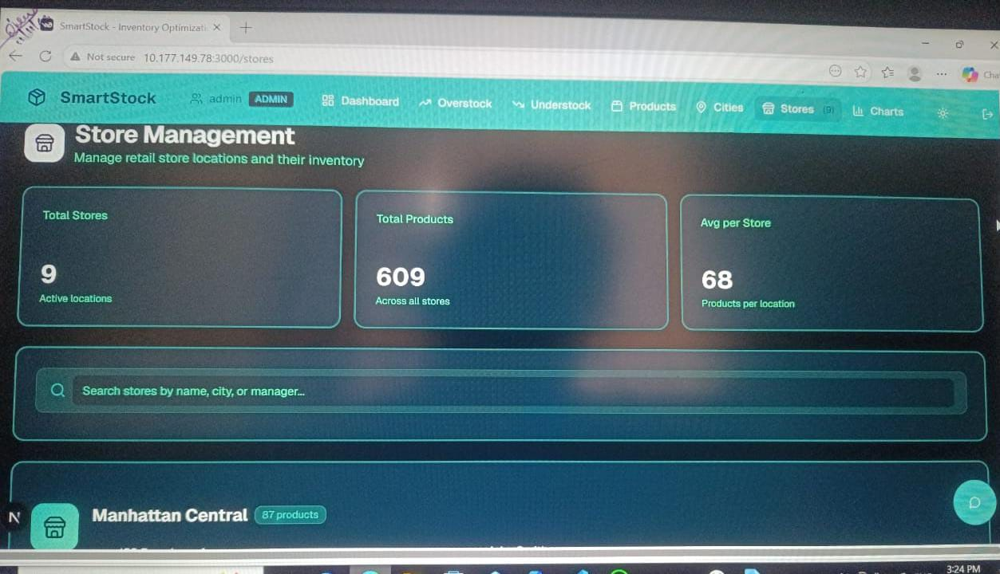 SmartStock - Inventory Optimizati
Not secure 10.177.149.78:3000/stores
SmartStock admin ADMIN Dashboard Overstock Understock Products Cities Stores (9) Charts
Store Management
Manage retail store locations and their inventory
Total Stores
9
Active locations
Total Products
609
Across all stores
Avg per Store
68
Products per location
Search stores by name, city, or manager...
N
Manhattan Central 87 products
3:24 PM